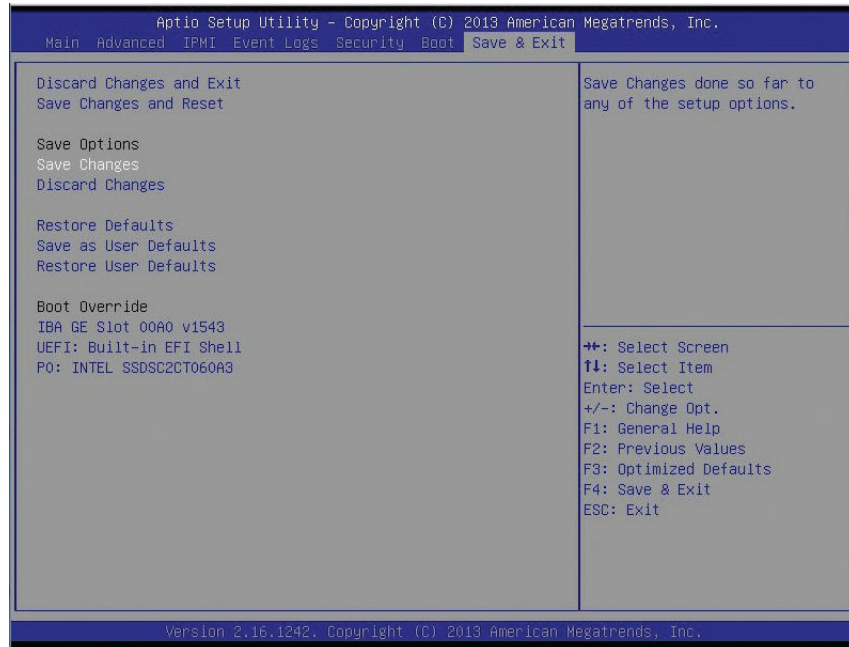 Aptio Setup Utility – Copyright (C) 2013 American Megatrends, Inc.
Main Advanced IPMI Event Logs Security Boot Save & Exit
Discard Changes and Exit
Save Changes and Reset
Save Options
Save Changes
Discard Changes
Restore Defaults
Save as User Defaults
Restore User Defaults
Boot Override
IBA GE Slot 00A0 v1543
UEFI: Built-in EFI Shell
P0: INTEL SSDSC2CT060A3
Save Changes done so far to
any of the setup options.
→←: Select Screen
↑↓: Select Item
Enter: Select
+/-: Change Opt.
F1: General Help
F2: Previous Values
F3: Optimized Defaults
F4: Save & Exit
ESC: Exit
Version 2.16.1242. Copyright (C) 2013 American Megatrends, Inc.